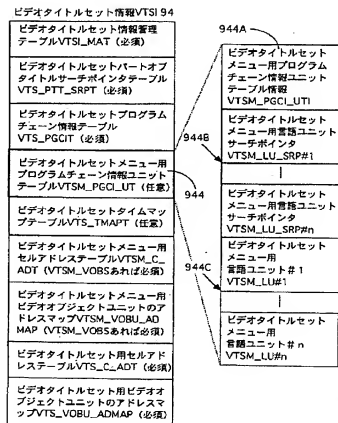 ビデオタイトルセット情報VTSI 94
ビデオタイトルセット情報管理
テーブルVTSI_MAT（必須）
ビデオタイトルセットパートオブ
タイトルサーチポインタテーブル
VTS_PTT_SRPT（必須）
ビデオタイトルセットプログラム
チェーン情報テーブル
VTS_PGCIT（必須）
ビデオタイトルセットメニュー用
プログラムチェーン情報ユニット
テーブルVTSM_PGCI_UT（任意）
ビデオタイトルセットタイムマッ
プテーブルVTS_TMAPT（任意）
ビデオタイトルセットメニュー用
セルアドレステーブルVTSM_C_
ADT（VTSM_VOBSあれば必須）
ビデオタイトルセットメニュー用
ビデオオブジェクトユニットのア
ドレスマップVTSM_VOBU_AD
MAP（VTSM_VOBSあれば必須）
ビデオタイトルセット用セルアド
レステーブルVTS_C_ADT（必須）
ビデオタイトルセット用ビデオオ
ブジェクトユニットのアドレスマ
ップVTS_VOBU_ADMAP（必須）
944
944A
ビデオタイトルセット
メニュー用プログラム
チェーン情報ユニット
テーブル情報
VTSM_PGCI_UTI
944B
ビデオタイトルセット
メニュー用言語ユニット
サーチポインタ
VTSM_LU_SRP#1
ビデオタイトルセット
メニュー用言語ユニット
サーチポインタ
VTSM_LU_SRP#n
944C
ビデオタイトルセット
メニュー用
言語ユニット＃1
VTSM_LU#1
ビデオタイトルセット
メニュー用
言語ユニット＃n
VTSM_LU#n